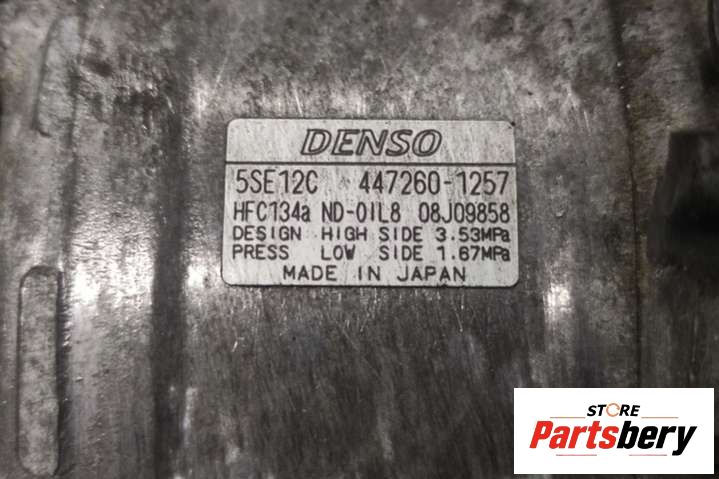 DENSO
5SE12C 447260-1257
HFC134a ND-OIL8 08J09858
DESIGN HIGH SIDE 3.53MPa
PRESS LOW SIDE 1.67MPa
MADE IN JAPAN
STORE
Partsbery